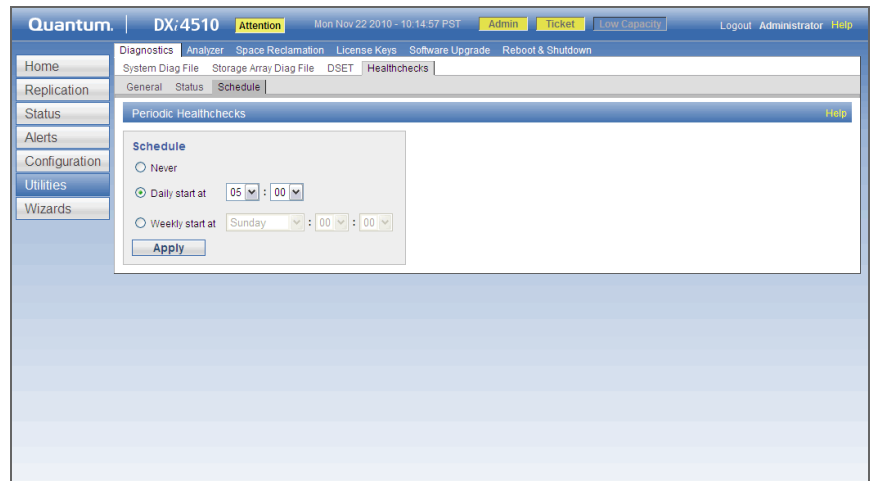 Quantum. DXi4510 Attention Mon Nov 22 2010 - 10:14:57 PST Admin Ticket Low Capacity Logout Administrator Help
Diagnostics Analyzer Space Reclamation License Keys Software Upgrade Reboot & Shutdown
System Diag File Storage Array Diag File DSET Healthchecks
General Status Schedule
Home
Replication
Status
Alerts
Configuration
Utilities
Wizards
Periodic Healthchecks Help
Schedule
Never
Daily start at 05 : 00
Weekly start at Sunday : 00 : 00
Apply